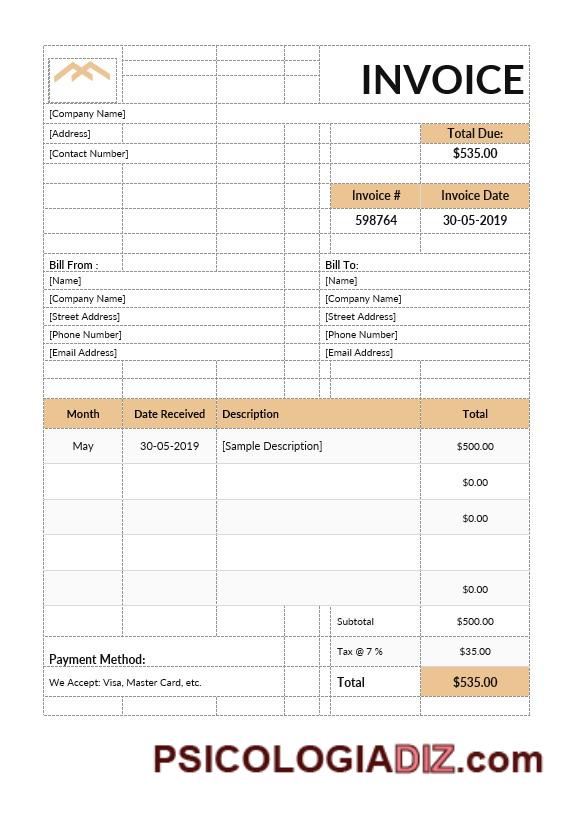 INVOICE
[Company Name]
[Address]
Total Due:
[Contact Number]
$535.00
Invoice # Invoice Date
598764 30-05-2019
Bill From : Bill To:
[Name] [Name]
[Company Name] [Company Name]
[Street Address] [Street Address]
[Phone Number] [Phone Number]
[Email Address] [Email Address]
Month Date Received Description Total
May 30-05-2019 [Sample Description] $500.00
$0.00
$0.00
$0.00
Subtotal $500.00
Tax @ 7 % $35.00
Payment Method:
We Accept: Visa, Master Card, etc.
Total $535.00
PSICOLOGIADIZ.com